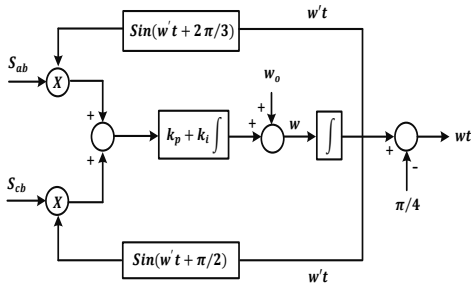 w't
Sin(w't + 2π/3)
S_ab
X
w_o
+
+
+
k_p + k_i ∫
w
∫
+
wt
+
-
S_cb
X
π/4
Sin(w't + π/2)
w't